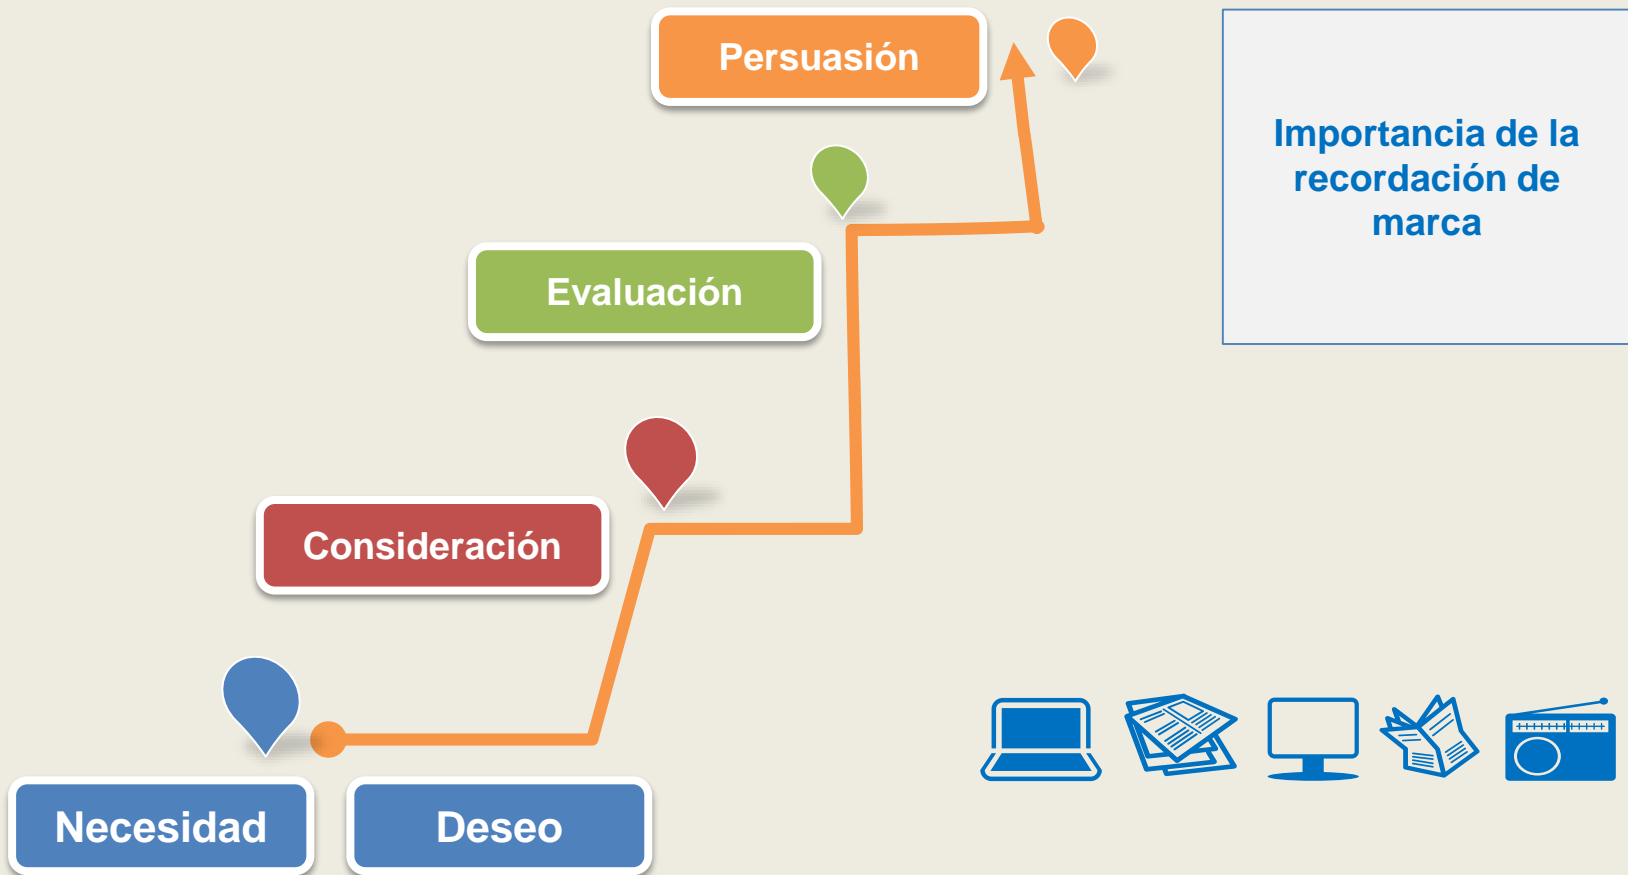 Persuasión
Importancia de la
recordación de
marca
Evaluación
Consideración
Necesidad
Deseo